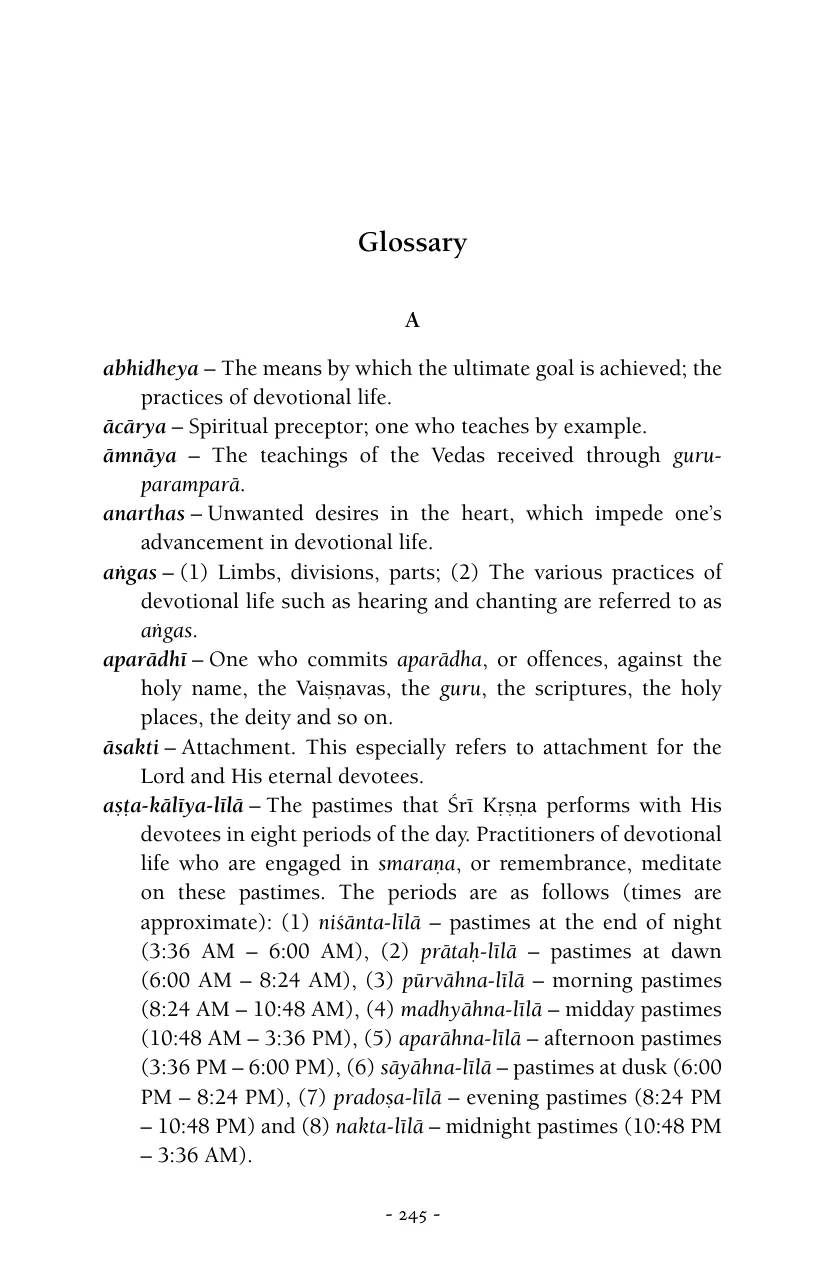 Glossary
A
abhidheya – The means by which the ultimate goal is achieved; the
practices of devotional life.
ācārya – Spiritual preceptor; one who teaches by example.
āmnāya – The teachings of the Vedas received through guru-
paramparā.
anarthas – Unwanted desires in the heart, which impede one’s
advancement in devotional life.
aṅgas – (1) Limbs, divisions, parts; (2) The various practices of
devotional life such as hearing and chanting are referred to as
aṅgas.
aparādhī – One who commits aparādha, or offences, against the
holy name, the Vaiṣṇavas, the guru, the scriptures, the holy
places, the deity and so on.
āsakti – Attachment. This especially refers to attachment for the
Lord and His eternal devotees.
aṣṭa-kālīya-līlā – The pastimes that Śrī Kṛṣṇa performs with His
devotees in eight periods of the day. Practitioners of devotional
life who are engaged in smaraṇa, or remembrance, meditate
on these pastimes. The periods are as follows (times are
approximate): (1) niśānta-līlā – pastimes at the end of night
(3:36 AM – 6:00 AM), (2) prātaḥ-līlā – pastimes at dawn
(6:00 AM – 8:24 AM), (3) pūrvāhna-līlā – morning pastimes
(8:24 AM – 10:48 AM), (4) madhyāhna-līlā – midday pastimes
(10:48 AM – 3:36 PM), (5) aparāhna-līlā – afternoon pastimes
(3:36 PM – 6:00 PM), (6) sāyāhna-līlā – pastimes at dusk (6:00
PM – 8:24 PM), (7) pradoṣa-līlā – evening pastimes (8:24 PM
– 10:48 PM) and (8) nakta-līlā – midnight pastimes (10:48 PM
– 3:36 AM).
- 245 -